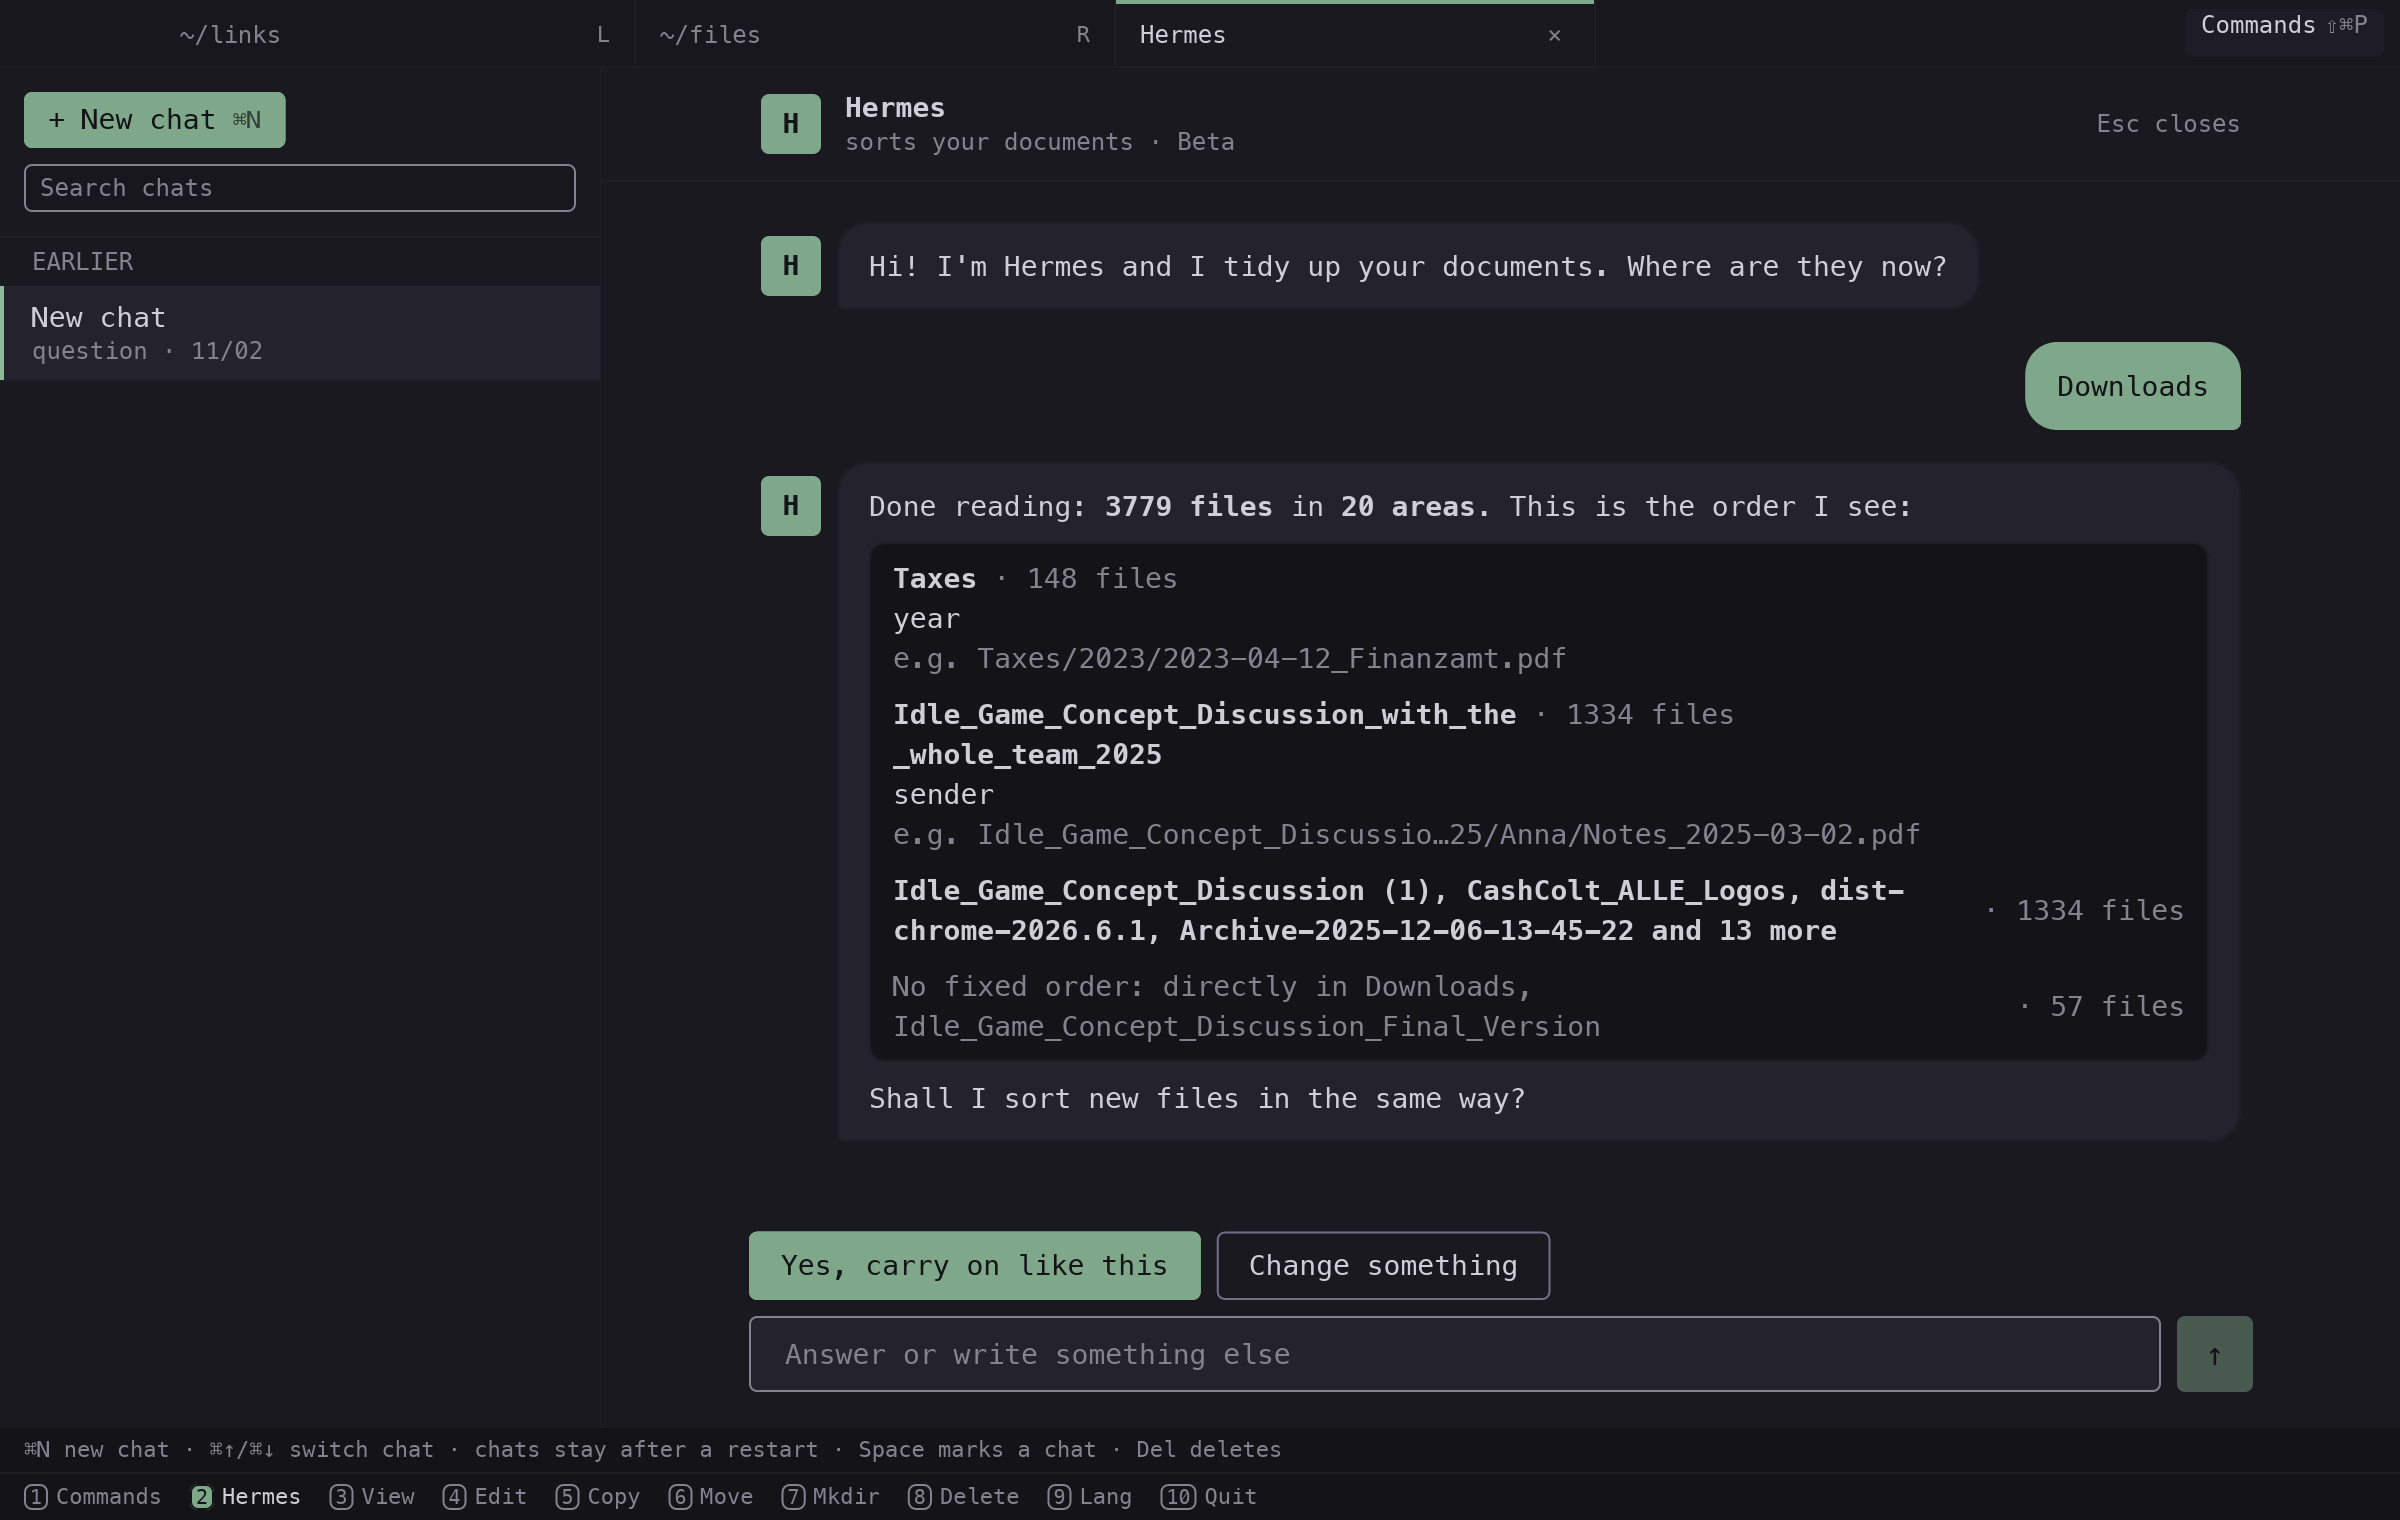 ~/links L ~/files R Hermes × Commands ⇧⌘P
+ New chat ⌘N
Search chats
EARLIER
New chat
question · 11/02
H Hermes
sorts your documents · Beta
Esc closes
H Hi! I'm Hermes and I tidy up your documents. Where are they now?
Downloads
H Done reading: 3779 files in 20 areas. This is the order I see:
Taxes · 148 files
year
e.g. Taxes/2023/2023-04-12_Finanzamt.pdf
Idle_Game_Concept_Discussion_with_the · 1334 files
_whole_team_2025
sender
e.g. Idle_Game_Concept_Discussio…25/Anna/Notes_2025-03-02.pdf
Idle_Game_Concept_Discussion (1), CashColt_ALLE_Logos, dist-
chrome-2026.6.1, Archive-2025-12-06-13-45-22 and 13 more
· 1334 files
No fixed order: directly in Downloads,
Idle_Game_Concept_Discussion_Final_Version
· 57 files
Shall I sort new files in the same way?
Yes, carry on like this Change something
Answer or write something else ↑
⌘N new chat · ⌘↑/⌘↓ switch chat · chats stay after a restart · Space marks a chat · Del deletes
1 Commands 2 Hermes 3 View 4 Edit 5 Copy 6 Move 7 Mkdir 8 Delete 9 Lang 10 Quit